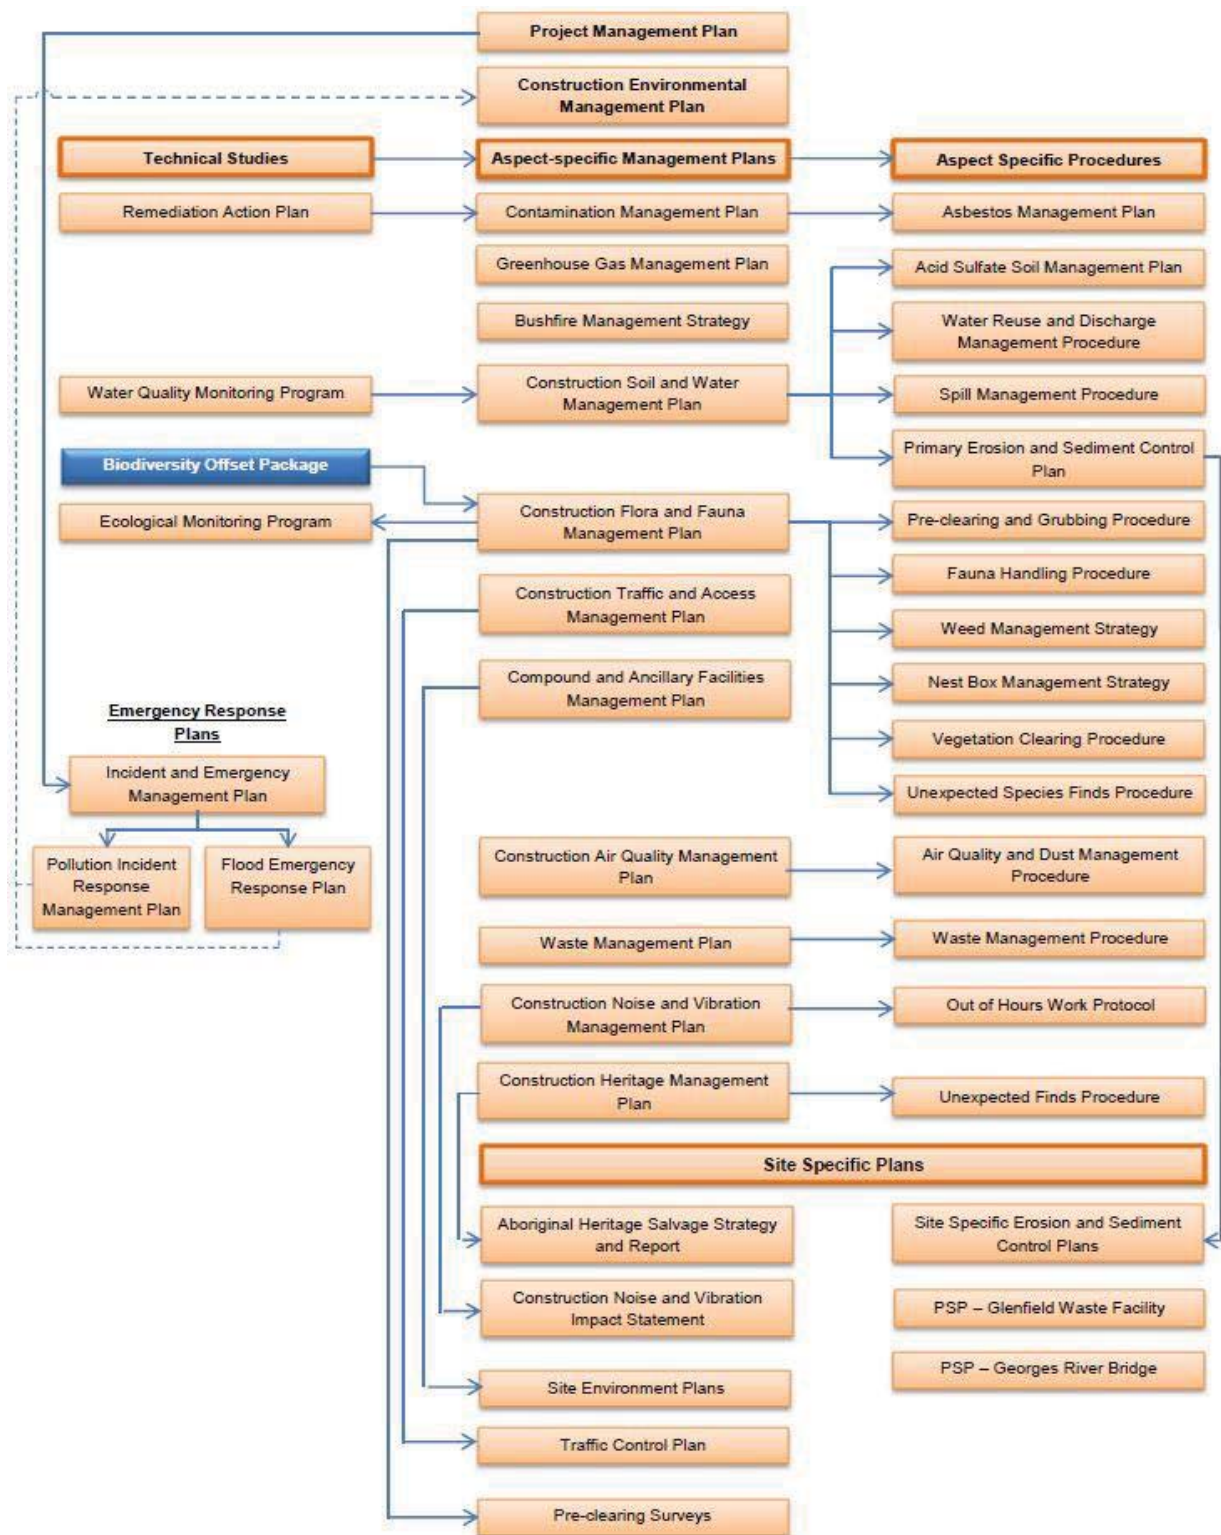 Project Management Plan
Construction Environmental
Management Plan
Technical Studies
Aspect-specific Management Plans
Aspect Specific Procedures
Remediation Action Plan
Contamination Management Plan
Asbestos Management Plan
Greenhouse Gas Management Plan
Acid Sulfate Soil Management Plan
Bushfire Management Strategy
Water Reuse and Discharge
Management Procedure
Water Quality Monitoring Program
Construction Soil and Water
Management Plan
Spill Management Procedure
Biodiversity Offset Package
Primary Erosion and Sediment Control
Plan
Ecological Monitoring Program
Construction Flora and Fauna
Management Plan
Pre-clearing and Grubbing Procedure
Fauna Handling Procedure
Construction Traffic and Access
Management Plan
Weed Management Strategy
Compound and Ancillary Facilities
Management Plan
Nest Box Management Strategy
Emergency Response
Plans
Vegetation Clearing Procedure
Incident and Emergency
Management Plan
Unexpected Species Finds Procedure
Pollution Incident
Response
Management Plan
Flood Emergency
Response Plan
Construction Air Quality Management
Plan
Air Quality and Dust Management
Procedure
Waste Management Plan
Waste Management Procedure
Construction Noise and Vibration
Management Plan
Out of Hours Work Protocol
Construction Heritage Management
Plan
Unexpected Finds Procedure
Site Specific Plans
Aboriginal Heritage Salvage Strategy
and Report
Site Specific Erosion and Sediment
Control Plans
Construction Noise and Vibration
Impact Statement
PSP – Glenfield Waste Facility
Site Environment Plans
PSP – Georges River Bridge
Traffic Control Plan
Pre-clearing Surveys